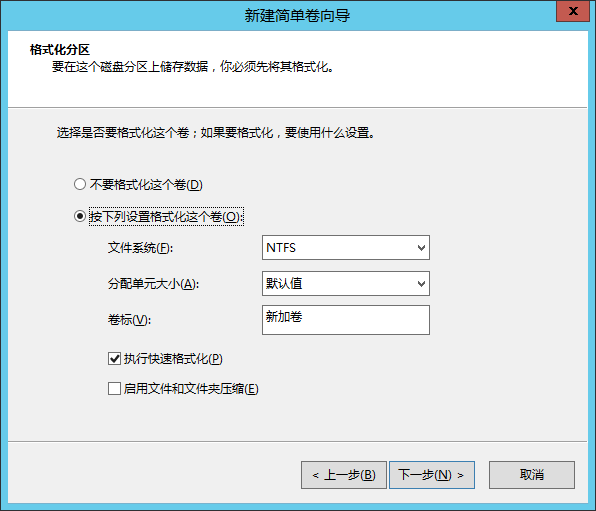 新建简单卷向导
x
格式化分区
要在这个磁盘分区上储存数据，你必须先将其格式化。
选择是否要格式化这个卷；如果要格式化，要使用什么设置。
不要格式化这个卷(D)
按下列设置格式化这个卷(O):
文件系统(F): NTFS
分配单元大小(A): 默认值
卷标(V): 新加卷
执行快速格式化(P)
启用文件和文件夹压缩(E)
< 上一步(B) 下一步(N) > 取消